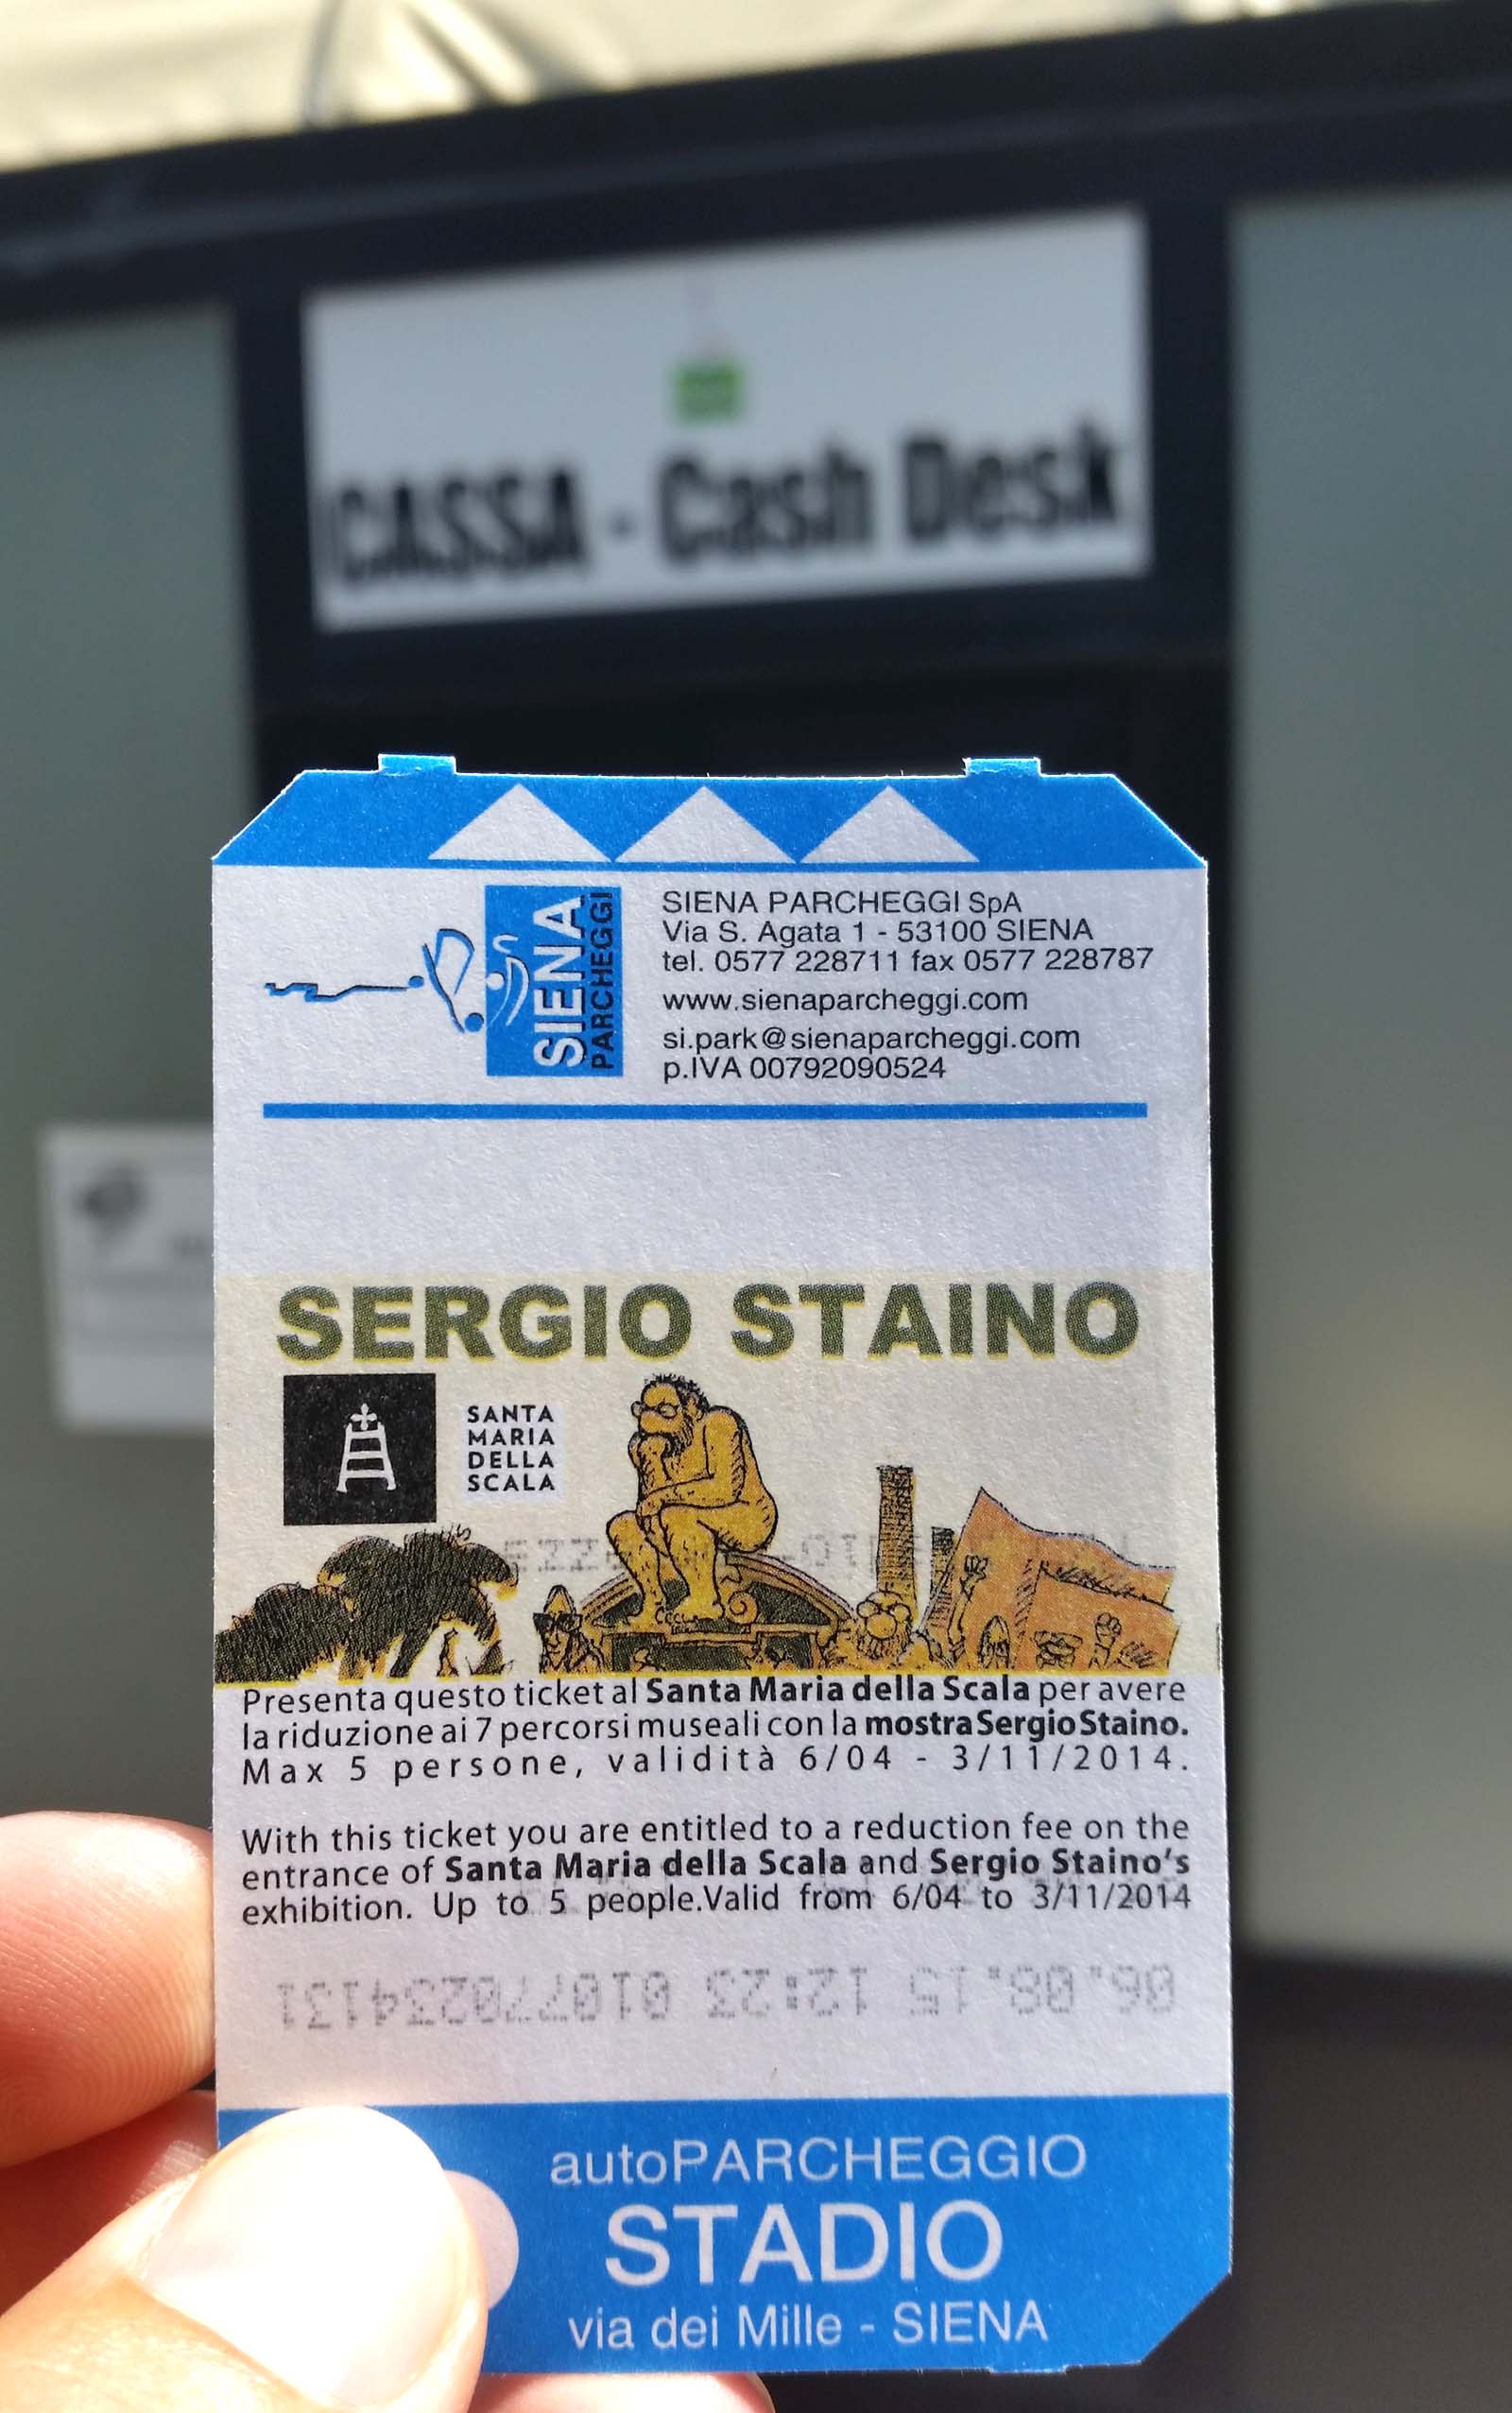 CASSA - Cash Desk
SIENA
PARCHEGGI
SIENA PARCHEGGI SpA
Via S. Agata 1 - 53100 SIENA
tel. 0577 228711 fax 0577 228787
www.sienaparcheggi.com
si.park@sienaparcheggi.com
p.IVA 00792090524
SERGIO STAINO
SANTA
MARIA
DELLA
SCALA
Presenta questo ticket al Santa Maria della Scala per avere
la riduzione ai 7 percorsi museali con la mostra Sergio Staino.
Max 5 persone, validità 6/04 - 3/11/2014.
With this ticket you are entitled to a reduction fee on the
entrance of Santa Maria della Scala and Sergio Staino's
exhibition. Up to 5 people.Valid from 6/04 to 3/11/2014
06.08.15 12:23 010770234131
autoPARCHEGGIO
STADIO
via dei Mille - SIENA